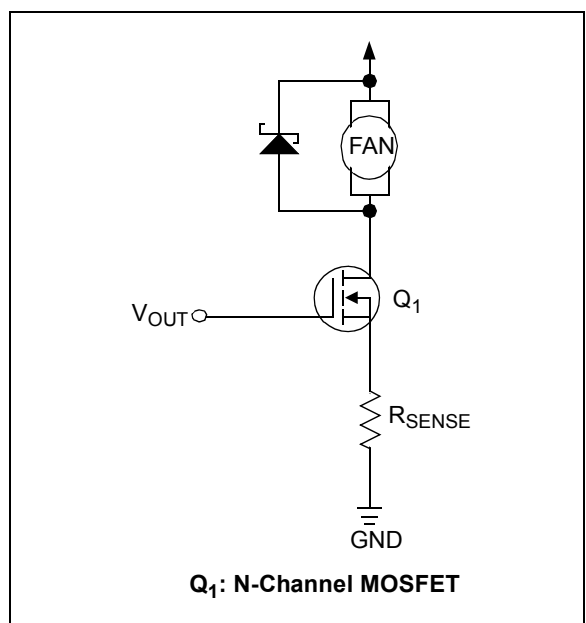 FAN
Q1
VOUT
RSENSE
GND
Q1: N-Channel MOSFET